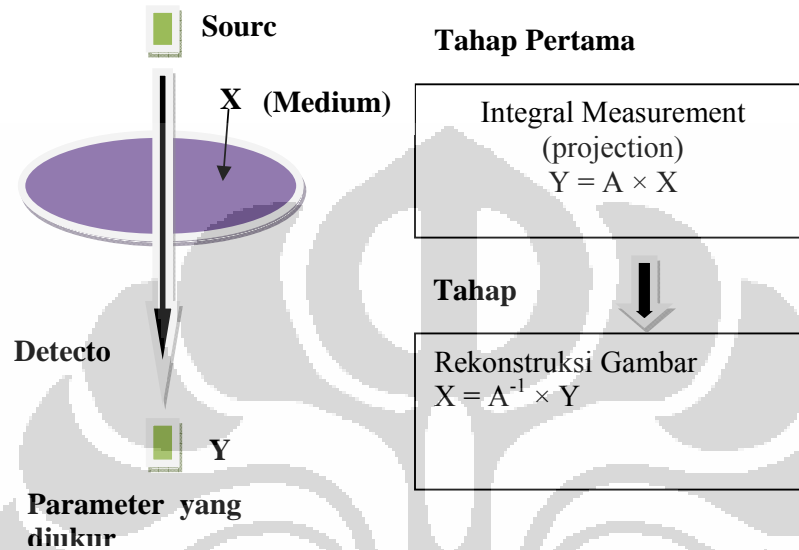 Sourc
X (Medium)
Detecto
Y
Parameter yang
diukur
Tahap Pertama
Integral Measurement
(projection)
Y = A × X
Tahap
Rekonstruksi Gambar
X = A⁻¹ × Y